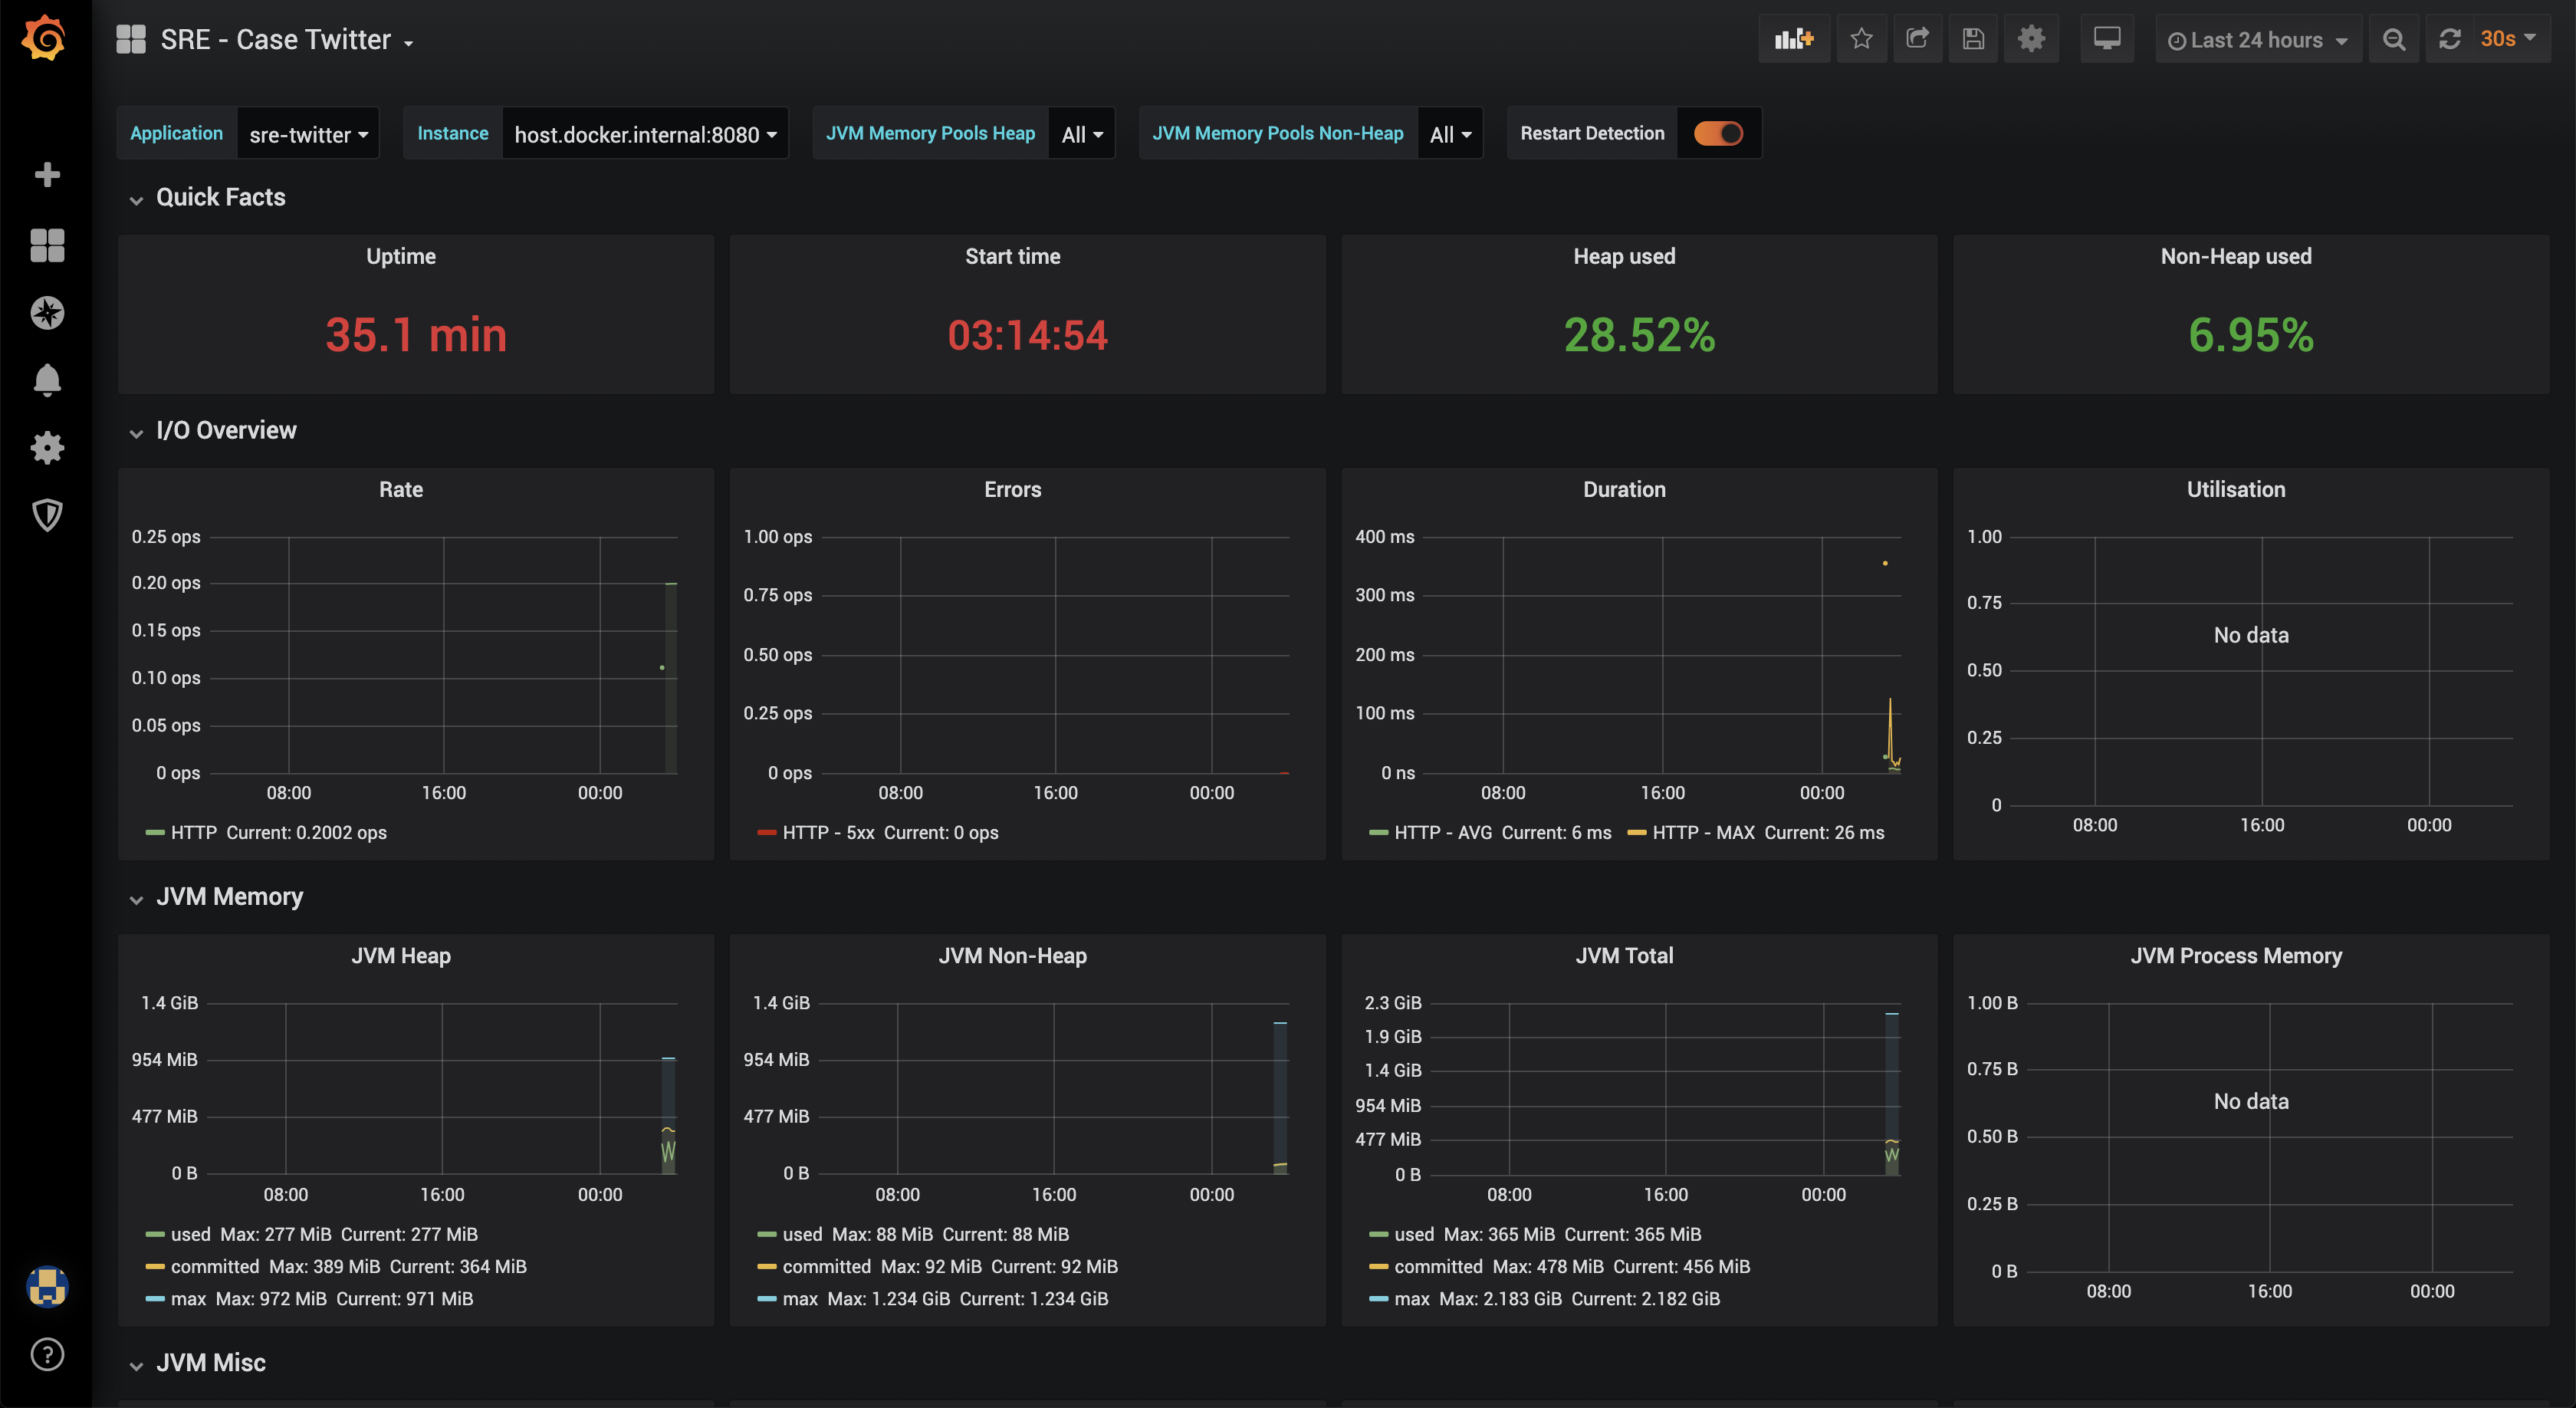 SRE - Case Twitter
Last 24 hours
30s
Application sre-twitter
Instance host.docker.internal:8080
JVM Memory Pools Heap All
JVM Memory Pools Non-Heap All
Restart Detection
Quick Facts
Uptime
35.1 min
Start time
03:14:54
Heap used
28.52%
Non-Heap used
6.95%
I/O Overview
Rate
0.25 ops
0.20 ops
0.15 ops
0.10 ops
0.05 ops
0 ops
08:00 16:00 00:00
HTTP Current: 0.2002 ops
Errors
1.00 ops
0.75 ops
0.50 ops
0.25 ops
0 ops
08:00 16:00 00:00
HTTP - 5xx Current: 0 ops
Duration
400 ms
300 ms
200 ms
100 ms
0 ns
08:00 16:00 00:00
HTTP - AVG Current: 6 ms HTTP - MAX Current: 26 ms
Utilisation
1.00
0.75
No data
0.50
0.25
0
08:00 16:00 00:00
JVM Memory
JVM Heap
1.4 GiB
954 MiB
477 MiB
0 B
08:00 16:00 00:00
used Max: 277 MiB Current: 277 MiB
committed Max: 389 MiB Current: 364 MiB
max Max: 972 MiB Current: 971 MiB
JVM Non-Heap
1.4 GiB
954 MiB
477 MiB
0 B
08:00 16:00 00:00
used Max: 88 MiB Current: 88 MiB
committed Max: 92 MiB Current: 92 MiB
max Max: 1.234 GiB Current: 1.234 GiB
JVM Total
2.3 GiB
1.9 GiB
1.4 GiB
954 MiB
477 MiB
0 B
08:00 16:00 00:00
used Max: 365 MiB Current: 365 MiB
committed Max: 478 MiB Current: 456 MiB
max Max: 2.183 GiB Current: 2.182 GiB
JVM Process Memory
1.00 B
0.75 B
No data
0.50 B
0.25 B
0 B
08:00 16:00 00:00
JVM Misc